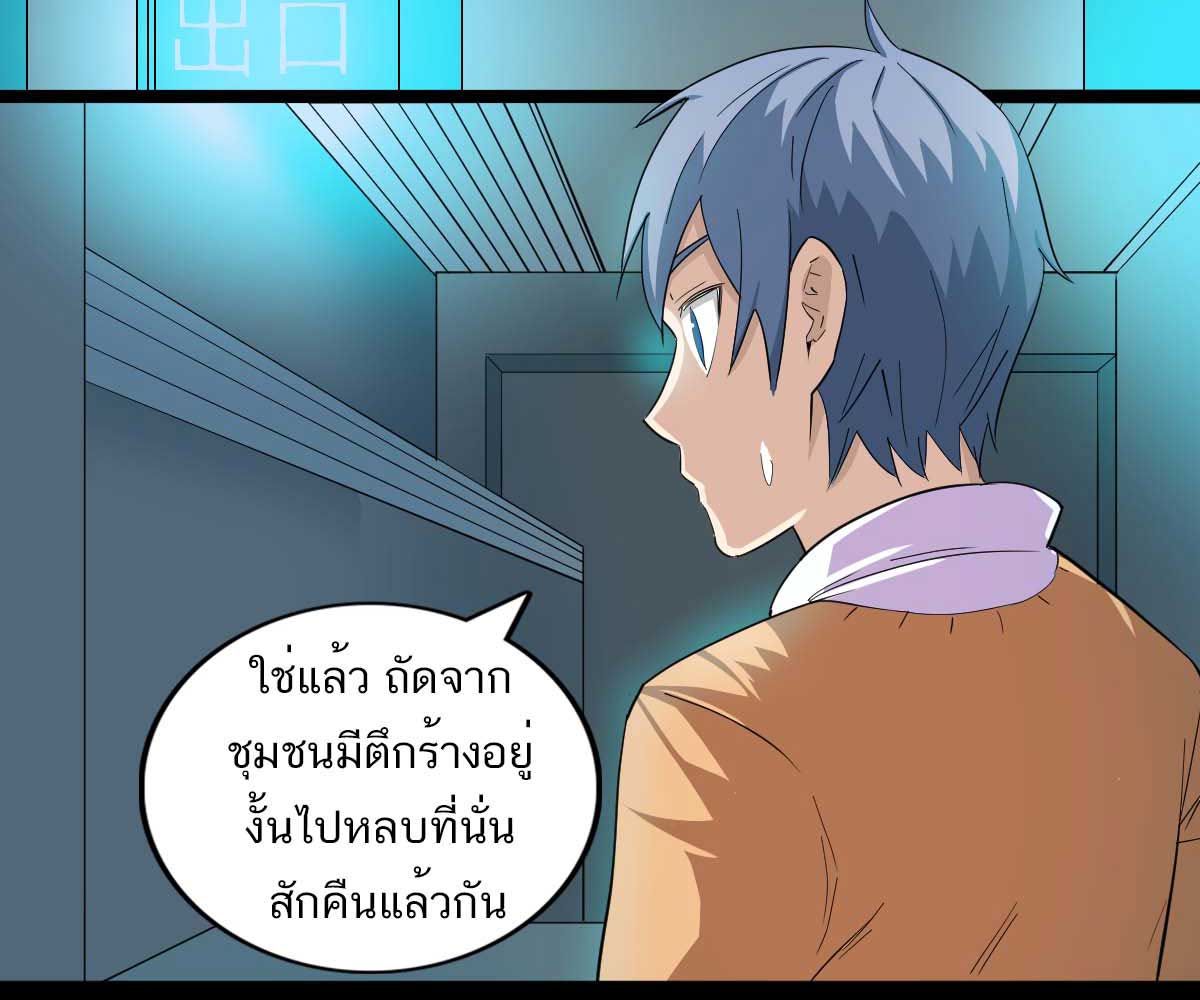 出口
ใช่แล้ว ถัดจาก
ชุมชนมีตึกร้างอยู่
งั้นไปหลบที่นั่น
สักคืนแล้วกัน